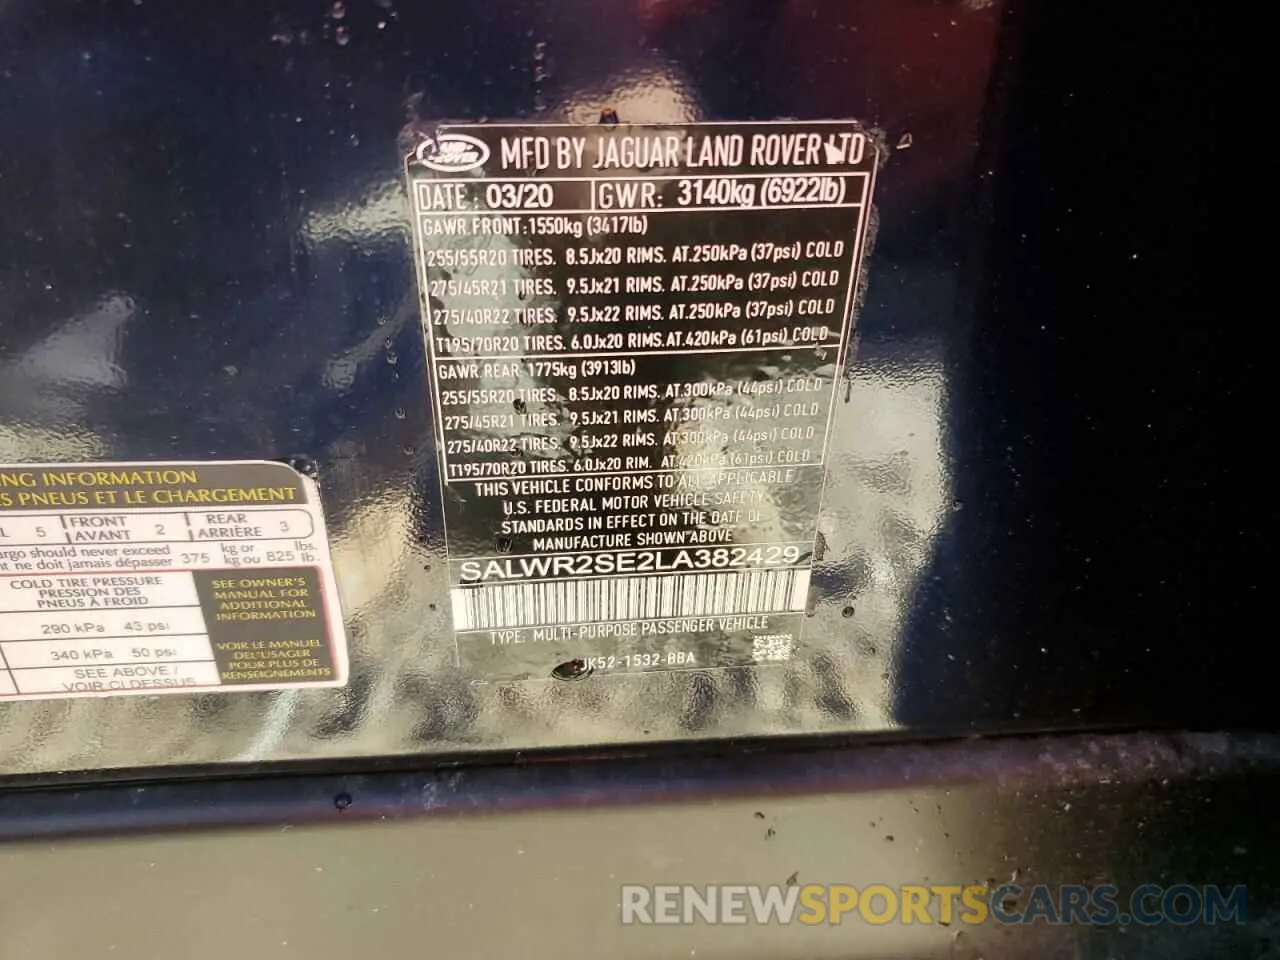 LAND-
ROVER
MFD BY JAGUAR LAND ROVER LTD
DATE : 03/20 GWR: 3140kg (6922lb)
GAWR.FRONT:1550kg (3417lb)
255/55R20 TIRES. 8.5Jx20 RIMS. AT.250kPa (37psi) COLD
275/45R21 TIRES. 9.5Jx21 RIMS. AT.250kPa (37psi) COLD
275/40R22 TIRES. 9.5Jx22 RIMS. AT.250kPa (37psi) COLD
T195/70R20 TIRES. 6.0Jx20 RIMS.AT.420kPa (61psi) COLD
GAWR.REAR 1775kg (3913lb)
255/55R20 TIRES. 8.5Jx20 RIMS. AT.300kPa (44psi) COLD
275/45R21 TIRES. 9.5Jx21 RIMS. AT.300kPa (44psi) COLD
275/40R22 TIRES. 9.5Jx22 RIMS. AT.300kPa (44psi) COLD
T195/70R20 TIRES. 6.0Jx20 RIM. AT.420kPa (61psi) COLD
THIS VEHICLE CONFORMS TO ALL APPLICABLE
U.S. FEDERAL MOTOR VEHICLE SAFETY
STANDARDS IN EFFECT ON THE DATE OF
MANUFACTURE SHOWN ABOVE
SALWR2SE2LA382429
TYPE: MULTI-PURPOSE PASSENGER VEHICLE
JK52-1532-BBA
NG INFORMATION
S PNEUS ET LE CHARGEMENT
L 5 FRONT 2 REAR 3
AVANT ARRIÈRE
argo should never exceed 375 kg or 825 lbs.
t ne doit jamais dépasser kg ou lb.
COLD TIRE PRESSURE
PRESSION DES
PNEUS À FROID
290 kPa 43 psi
340 kPa 50 psi
SEE ABOVE /
VOIR CI DESSUS
SEE OWNER'S
MANUAL FOR
ADDITIONAL
INFORMATION
VOIR LE MANUEL
DE L'USAGER
POUR PLUS DE
RENSEIGNEMENTS
RENEWSPORTSCARS.COM